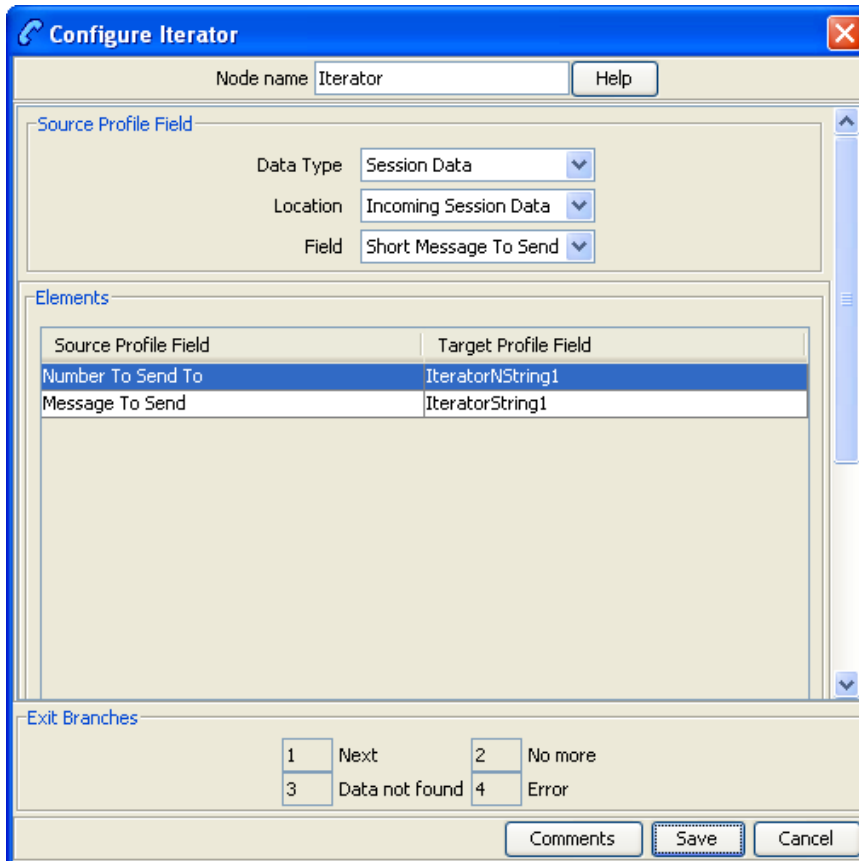 Configure Iterator
Node name Iterator Help
Source Profile Field
Data Type Session Data
Location Incoming Session Data
Field Short Message To Send
Elements
Source Profile Field Target Profile Field
Number To Send To IteratorNString1
Message To Send IteratorString1
Exit Branches
1 Next 2 No more
3 Data not found 4 Error
Comments Save Cancel